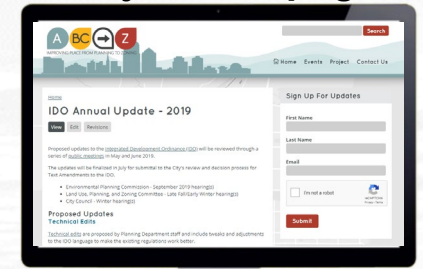 Search
A BC Z
IMPROVING PLACE FROM PLANNING TO ZONING
Home Events Project Contact Us
Home
IDO Annual Update - 2019
View Edit Revisions
Proposed updates to the Integrated Development Ordinance (IDO) will be reviewed through a
series of public meetings in May and June 2019.
The updates will be finalized in July for submittal to the City's review and decision process for
Text Amendments to the IDO.
Environmental Planning Commission - September 2019 hearing(s)
Land Use, Planning, and Zoning Committee - Late Fall/Early Winter hearing(s)
City Council - Winter hearing(s)
Proposed Updates
Technical Edits
Technical edits are proposed by Planning Department staff and include tweaks and adjustments
to the IDO language to make the existing regulations work better.
Sign Up For Updates
First Name
Last Name
Email
I'm not a robot
reCAPTCHA
Privacy - Terms
Submit